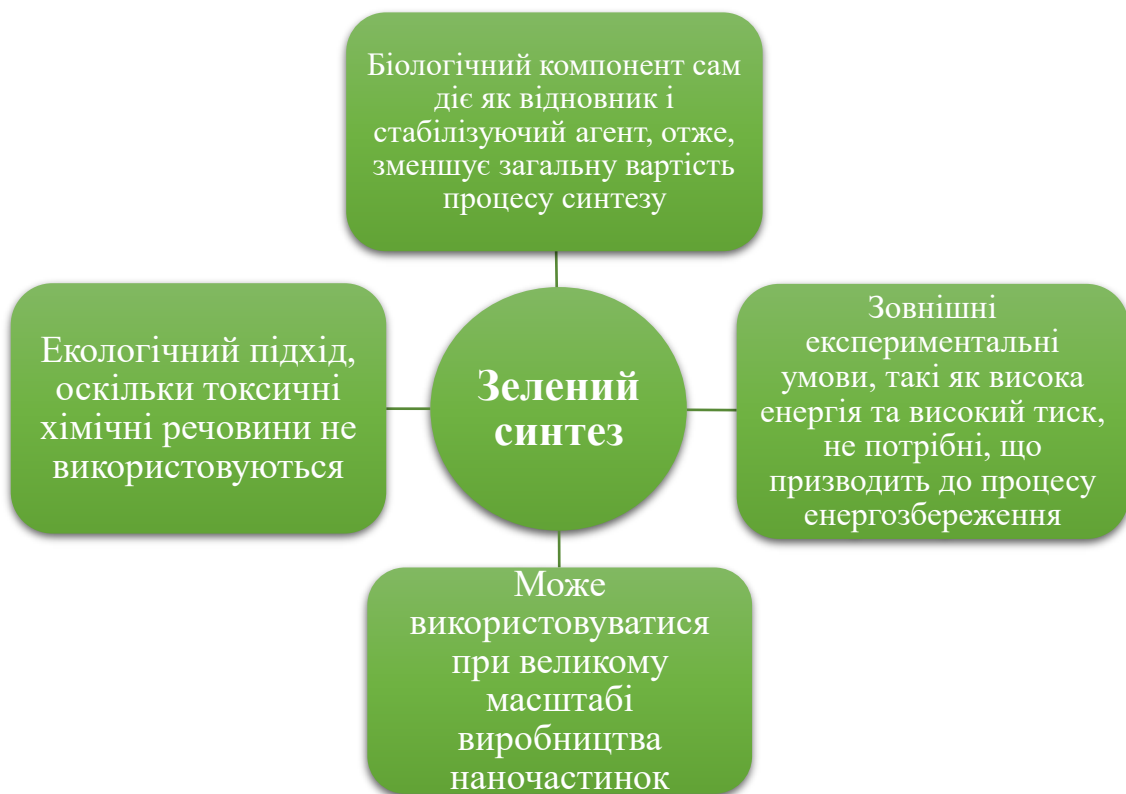 Біологічний компонент сам
діє як відновник і
стабілізуючий агент, отже,
зменшує загальну вартість
процесу синтезу
Екологічний підхід,
оскільки токсичні
хімічні речовини не
використовуються
Зелений
синтез
Зовнішні
експериментальні
умови, такі як висока
енергія та високий тиск,
не потрібні, що
призводить до процесу
енергозбереження
Може
використовуватися
при великому
масштабі
виробництва
наночастинок